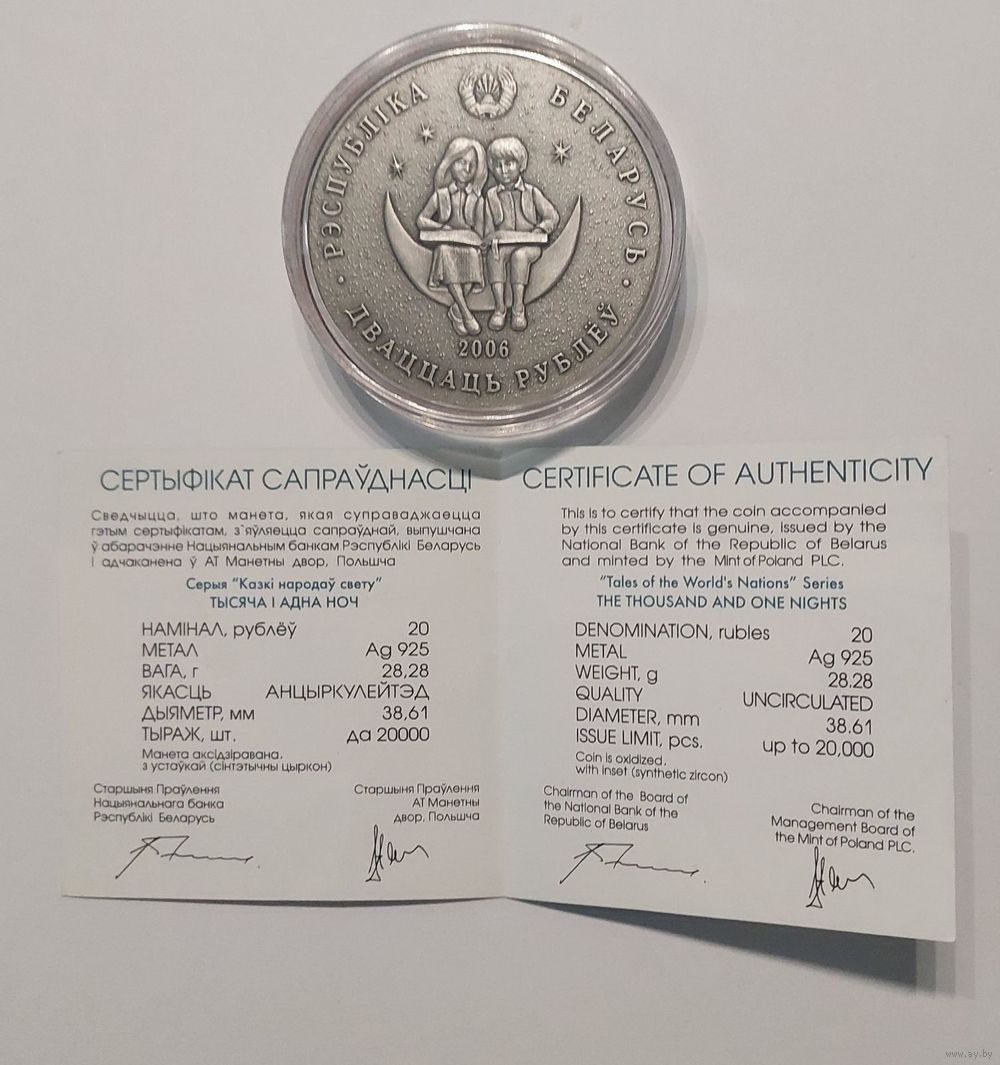 РЭСПУБЛІКА БЕЛАРУСЬ
2006
ДВАЦЦАЦЬ РУБЛЁЎ
СЕРТЫФІКАТ САПРАЎДНАСЦІ
Сведчыцца, што манета, якая суправаджаецца
гэтым сертыфікатам, з`яўляецца сапраўднай, выпушчана
ў абарачэнне Нацыянальным банкам Рэспублікі Беларусь
і адчаканена ў АТ Манетны двор, Польшча
Серыя "Казкі народаў свету"
ТЫСЯЧА І АДНА НОЧ
НАМІНАЛ, рублёў 20
МЕТАЛ Ag 925
ВАГА, г 28,28
ЯКАСЦЬ АНЦЫРКУЛЕЙТЭД
ДЫЯМЕТР, мм 38,61
ТЫРАЖ, шт. да 20000
Манета аксідзіравана,
з устаўкай (сінтэтычны цыркон)
Старшыня Праўлення
Нацыянальнага банка
Рэспублікі Беларусь
Старшыня Праўлення
АТ Манетны
двор, Польшча
CERTIFICATE OF AUTHENTICITY
This is to certify that the coin accompanied
by this certificate is genuine, issued by the
National Bank of the Republic of Belarus
and minted by the Mint of Poland PLC.
"Tales of the World's Nations" Series
THE THOUSAND AND ONE NIGHTS
DENOMINATION, rubles 20
METAL Ag 925
WEIGHT, g 28.28
QUALITY UNCIRCULATED
DIAMETER, mm 38.61
ISSUE LIMIT, pcs. up to 20,000
Coin is oxidized,
with inset (synthetic zircon)
Chairman of the Board of
the National Bank of the
Republic of Belarus
Chairman of the
Management Board of
the Mint of Poland PLC.
www.ay.by